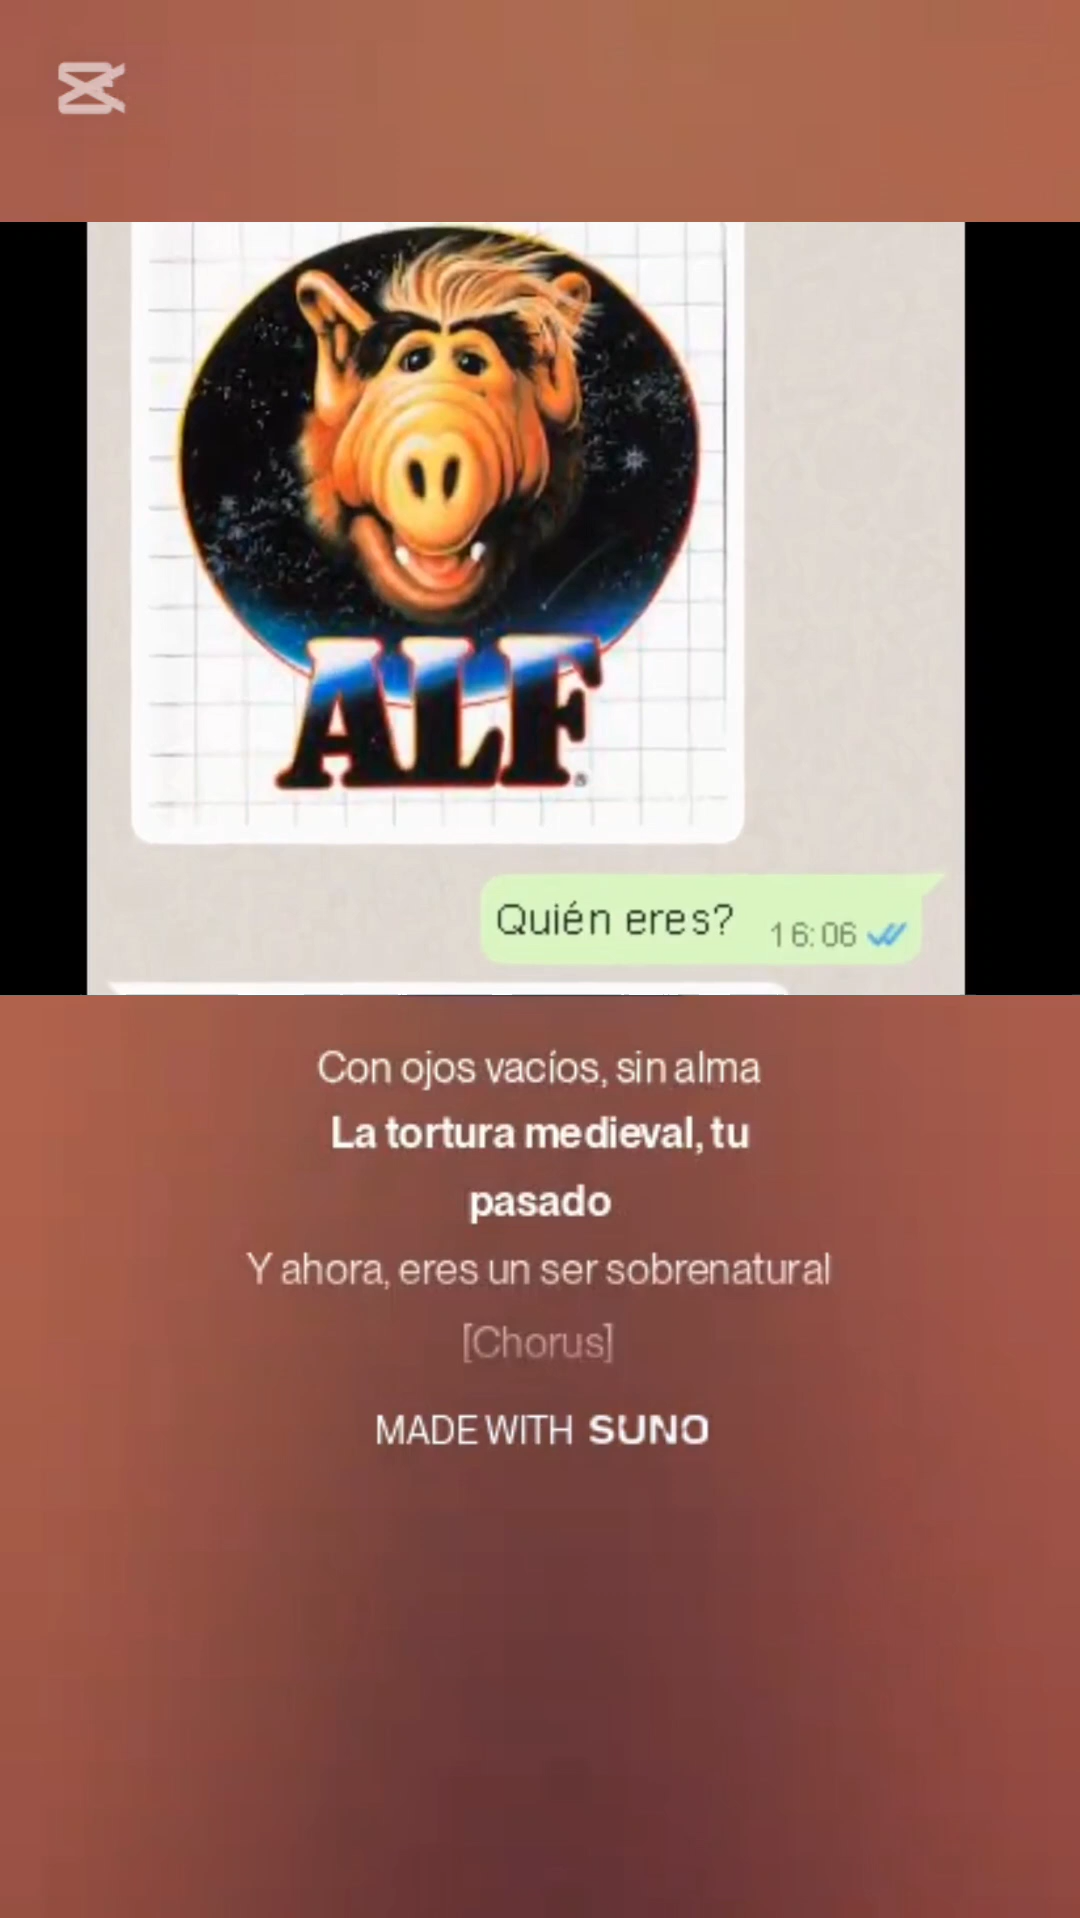 ALF
Quién eres? 16:06
Con ojos vacíos, sin alma
La tortura medieval, tu
pasado
Y ahora, eres un ser sobrenatural
[Chorus]
MADE WITH SUNO